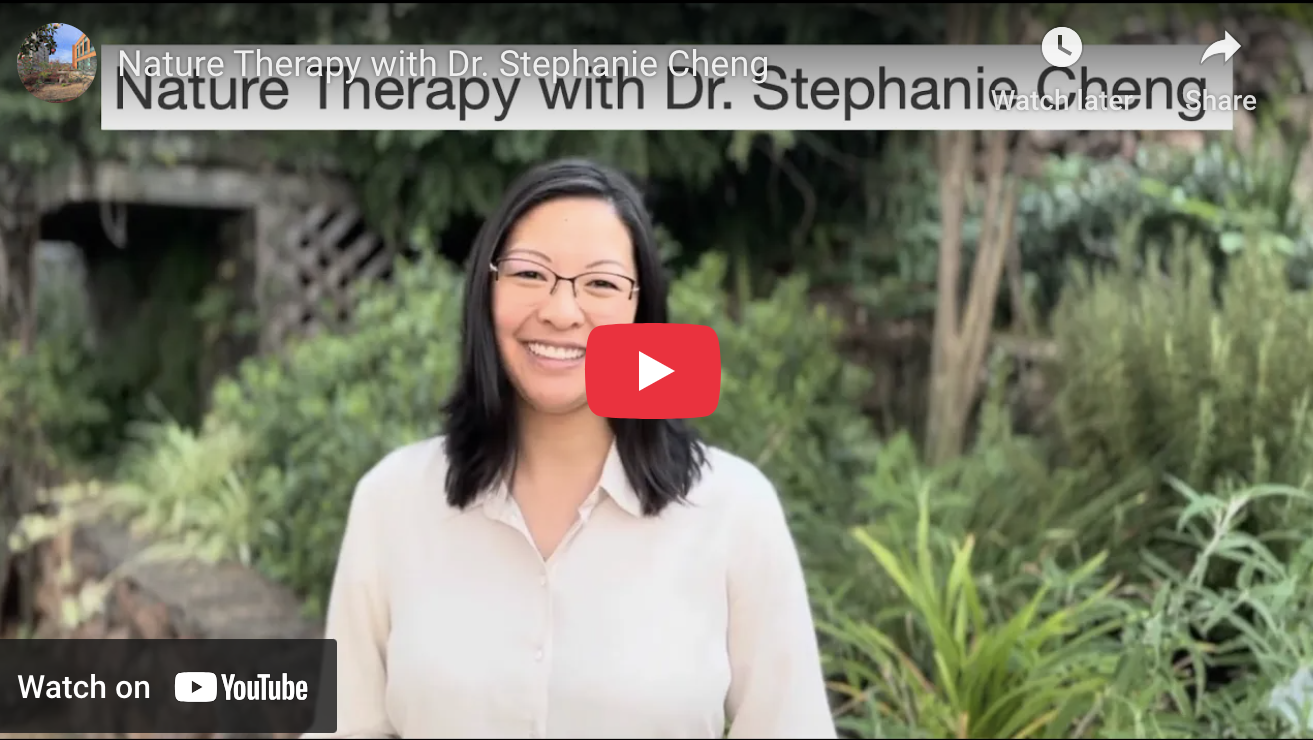 Nature Therapy with Dr. Stephanie Cheng
Nature Therapy with Dr. Stephanie Cheng
Watch later
Share
Watch on YouTube